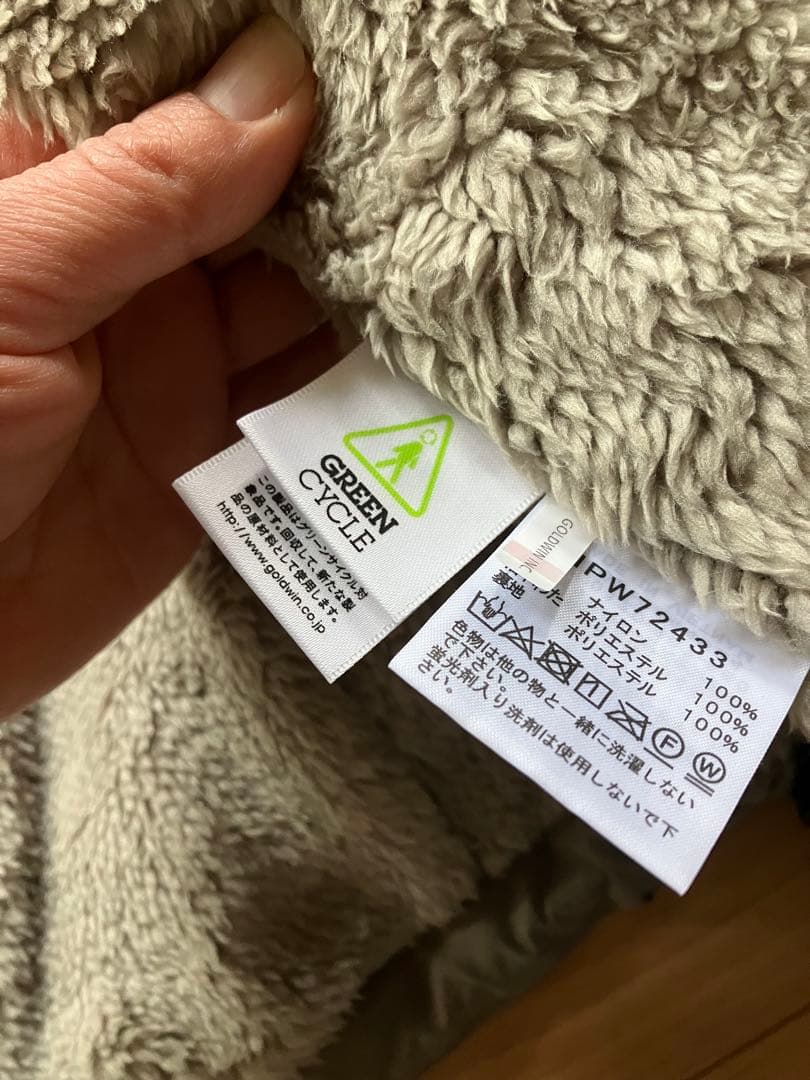 GREEN
CYCLE
この製品はグリーンサイクル対
象品です。回収して、新たな製
品の原材料として使用します。
http://www.goldwin.co.jp
GOLDWIN INC
PW72433
ナイロン 100%
ポリエステル 100%
裏地 ポリエステル 100%
F W
色物は他の物と一緒に洗濯しない
で下さい。
蛍光剤入り洗剤は使用しないで下
さい。